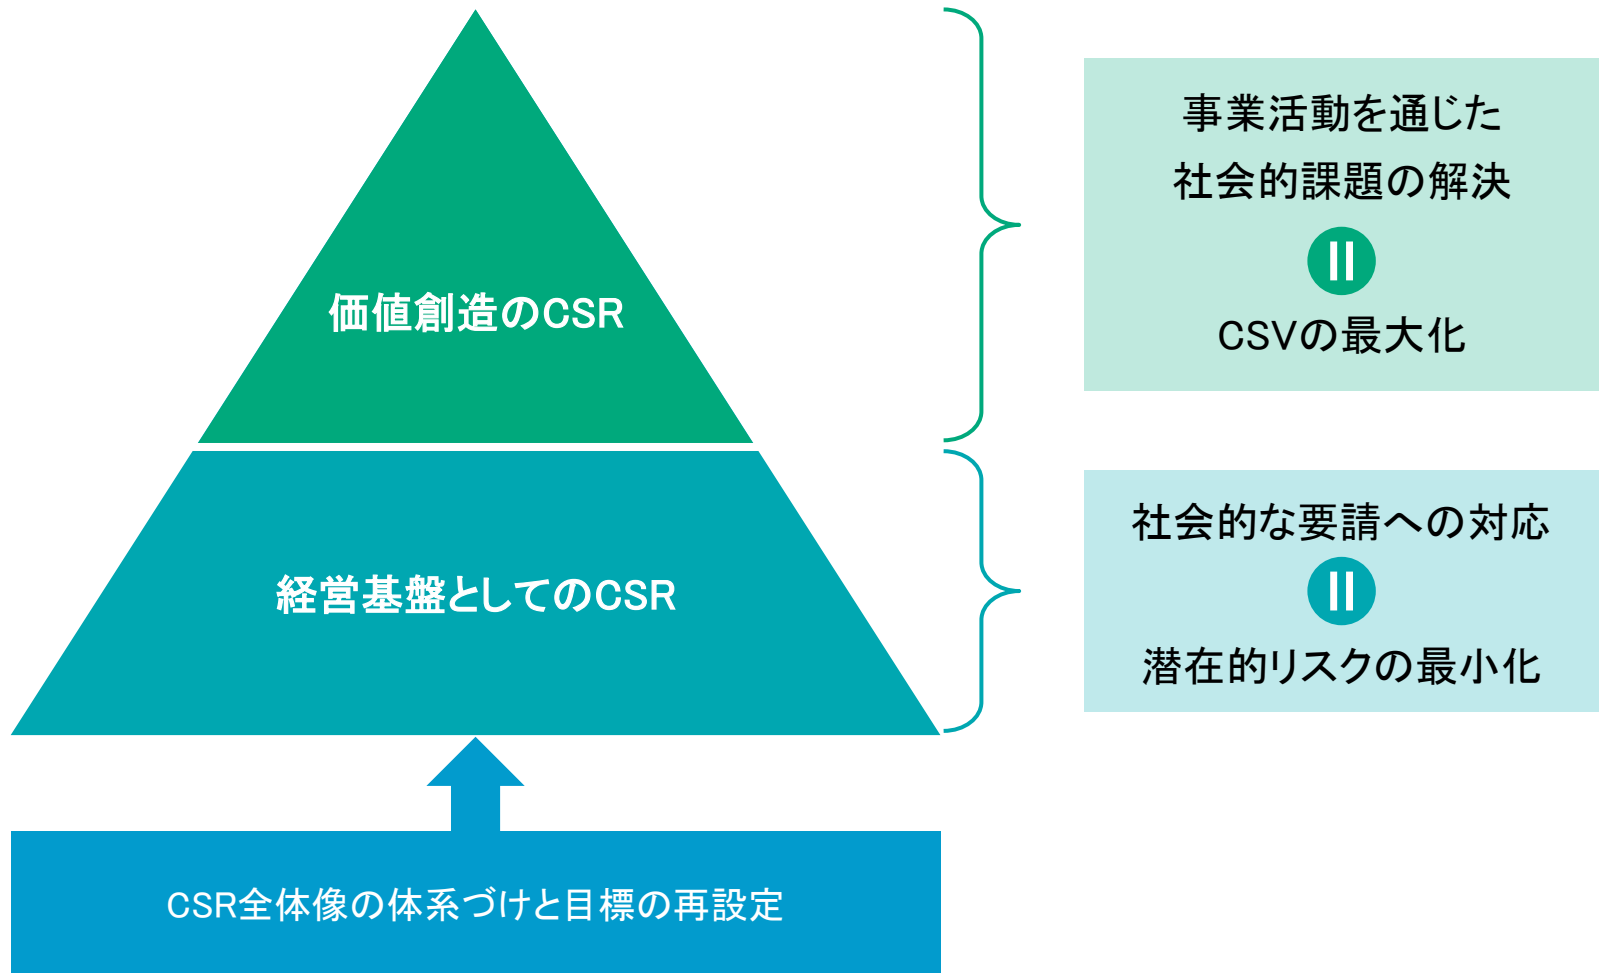 価値創造のCSR
事業活動を通じた
社会的課題の解決
=
CSVの最大化
経営基盤としてのCSR
社会的な要請への対応
=
潜在的リスクの最小化
CSR全体像の体系づけと目標の再設定